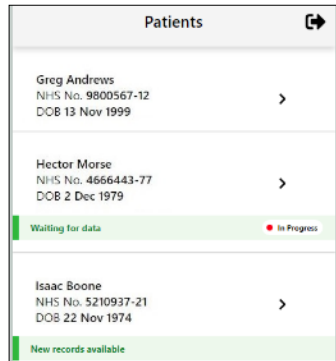 Patients
Greg Andrews
NHS No. 9800567-12
DOB 13 Nov 1999
Hector Morse
NHS No. 4666443-77
DOB 2 Dec 1979
Waiting for data
In Progress
Isaac Boone
NHS No. 5210937-21
DOB 22 Nov 1974
New records available